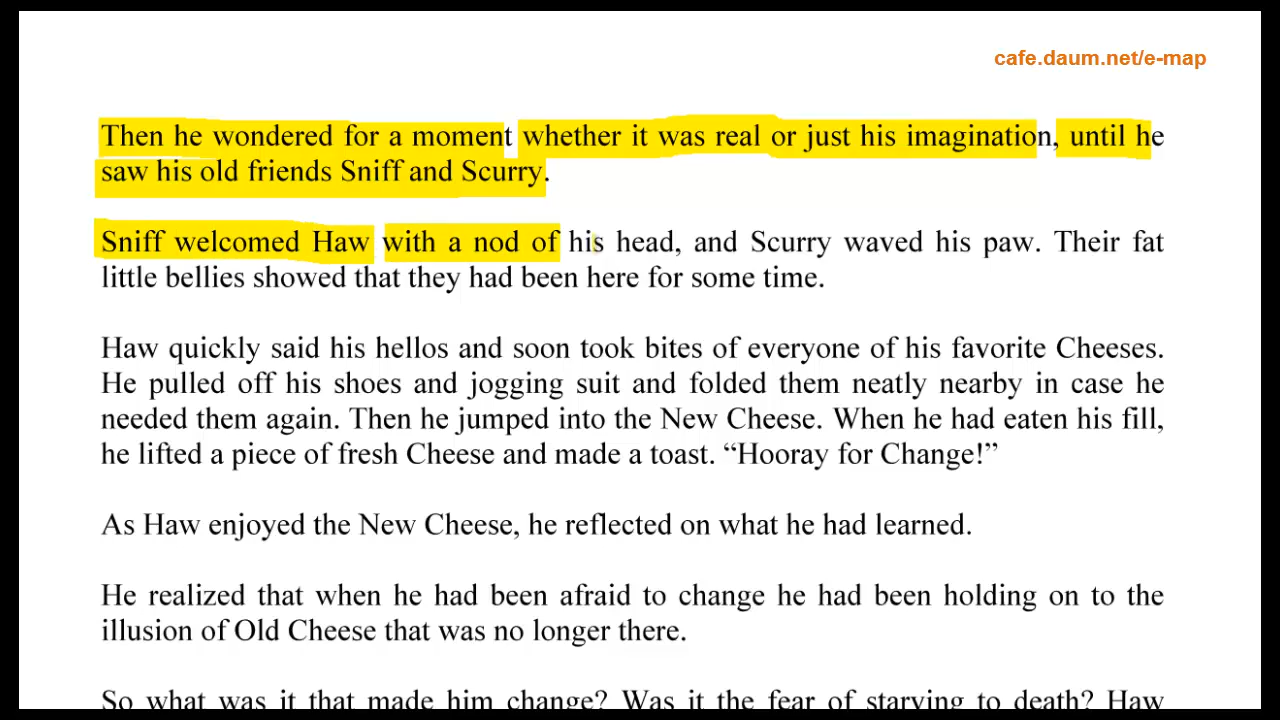 cafe.daum.net/e-map
Then he wondered for a moment whether it was real or just his imagination, until he
saw his old friends Sniff and Scurry.
Sniff welcomed Haw with a nod of his head, and Scurry waved his paw. Their fat
little bellies showed that they had been here for some time.
Haw quickly said his hellos and soon took bites of everyone of his favorite Cheeses.
He pulled off his shoes and jogging suit and folded them neatly nearby in case he
needed them again. Then he jumped into the New Cheese. When he had eaten his fill,
he lifted a piece of fresh Cheese and made a toast. “Hooray for Change!”
As Haw enjoyed the New Cheese, he reflected on what he had learned.
He realized that when he had been afraid to change he had been holding on to the
illusion of Old Cheese that was no longer there.
So what was it that made him change? Was it the fear of starving to death? Haw